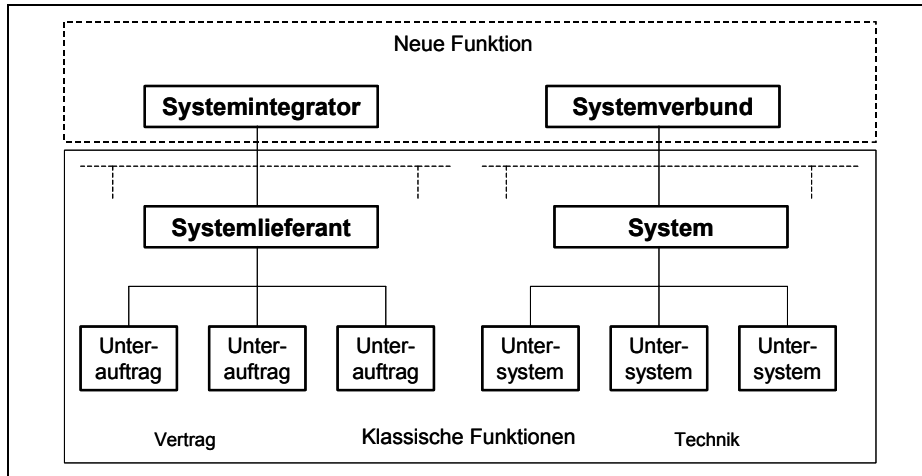 Neue Funktion
Systemintegrator
Systemverbund
Systemlieferant
System
Unter-
auftrag
Unter-
auftrag
Unter-
auftrag
Unter-
system
Unter-
system
Unter-
system
Vertrag
Klassische Funktionen
Technik